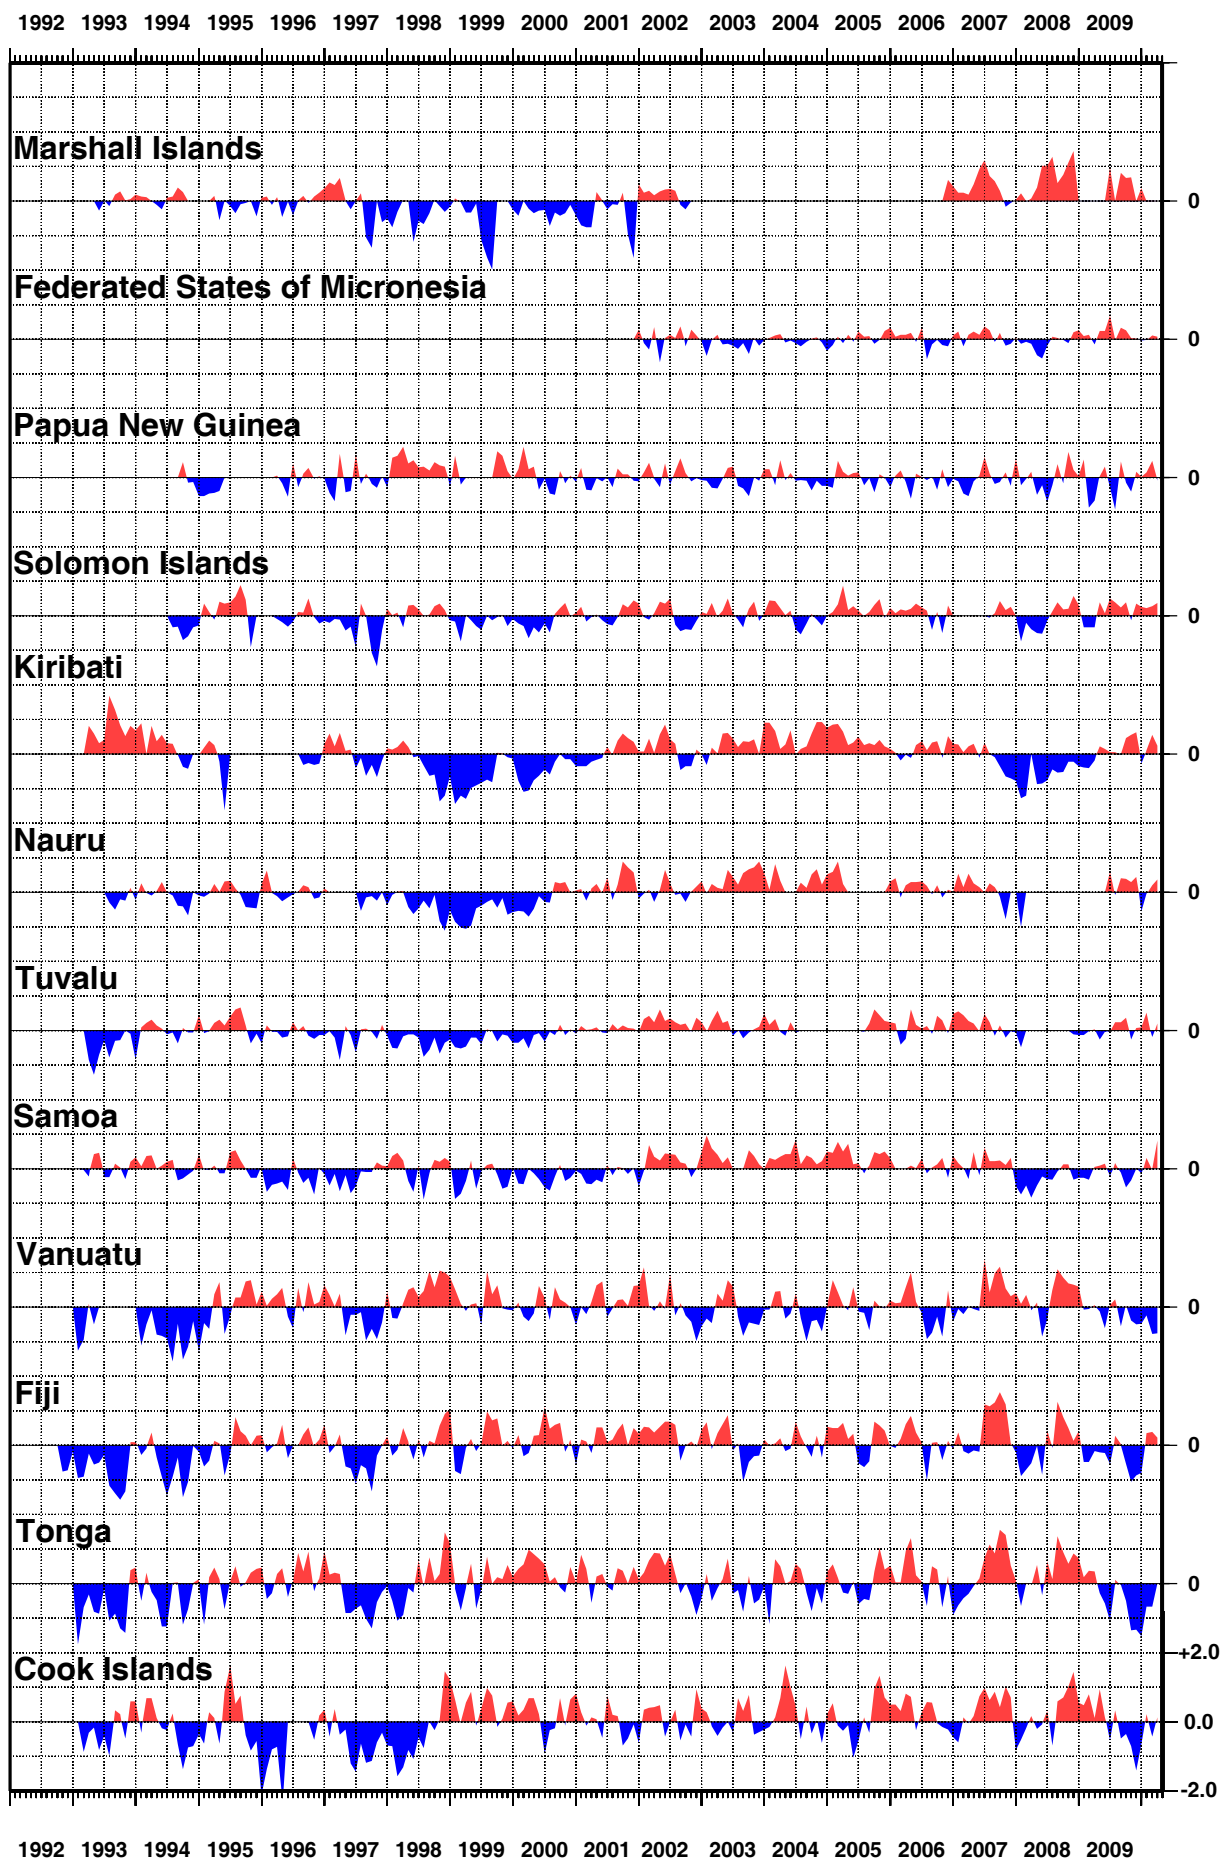 1992 1993 1994 1995 1996 1997 1998 1999 2000 2001 2002 2003 2004 2005 2006 2007 2008 2009
Marshall Islands
0
Federated States of Micronesia
0
Papua New Guinea
0
Solomon Islands
0
Kiribati
0
Nauru
0
Tuvalu
0
Samoa
0
Vanuatu
0
Fiji
0
Tonga
0
+2.0
Cook Islands
0.0
-2.0
1992 1993 1994 1995 1996 1997 1998 1999 2000 2001 2002 2003 2004 2005 2006 2007 2008 2009